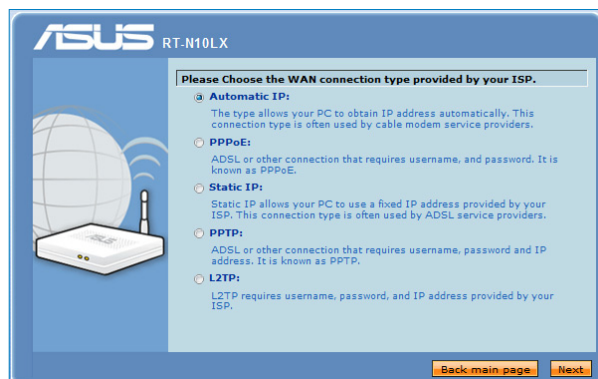 ASUS RT-N10LX
Please Choose the WAN connection type provided by your ISP.
Automatic IP:
The type allows your PC to obtain IP address automatically. This
connection type is often used by cable modem service providers.
PPPoE:
ADSL or other connection that requires username, and password. It is
known as PPPoE.
Static IP:
Static IP allows your PC to use a fixed IP address provided by your
ISP. This connection type is often used by ADSL service providers.
PPTP:
ADSL or other connection that requires username, password and IP
address. It is known as PPTP.
L2TP:
L2TP requires username, password, and IP address provided by your
ISP.
ASUS
Back main page Next